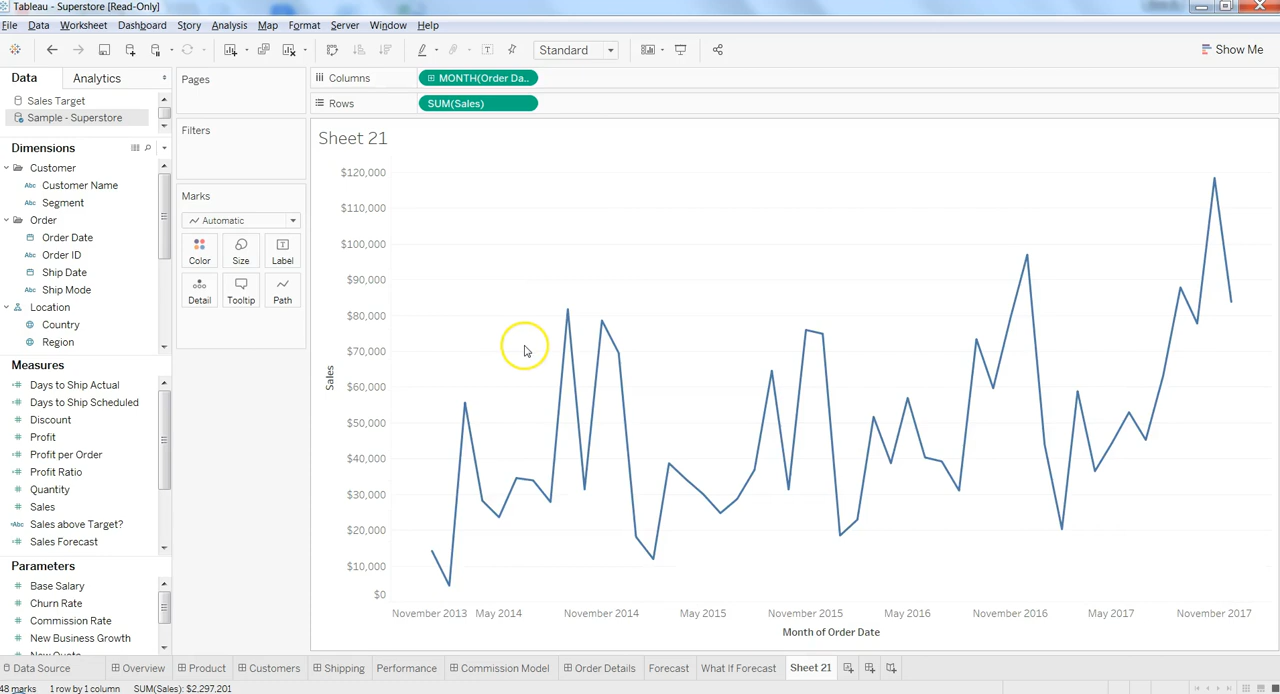 Tableau - Superstore [Read-Only]
File Data Worksheet Dashboard Story Analysis Map Format Server Window Help
Standard
Show Me
Data Analytics
Sales Target
Sample - Superstore
Dimensions
Customer
Abc Customer Name
Abc Segment
Order
Order Date
Abc Order ID
Ship Date
Abc Ship Mode
Location
Country
Region
Measures
Days to Ship Actual
Days to Ship Scheduled
Discount
Profit
Profit per Order
Profit Ratio
Quantity
Sales
Abc Sales above Target?
Sales Forecast
Parameters
Base Salary
Churn Rate
Commission Rate
New Business Growth
Pages
Filters
Marks
Automatic
Color Size Label
Detail Tooltip Path
Columns MONTH(Order Da..
Rows SUM(Sales)
Sheet 21
$120,000
$110,000
$100,000
$90,000
$80,000
$70,000
$60,000
$50,000
$40,000
$30,000
$20,000
$10,000
$0
Sales
November 2013 May 2014 November 2014 May 2015 November 2015 May 2016 November 2016 May 2017 November 2017
Month of Order Date
Data Source Overview Product Customers Shipping Performance Commission Model Order Details Forecast What If Forecast Sheet 21
48 marks 1 row by 1 column SUM(Sales): $2,297,201